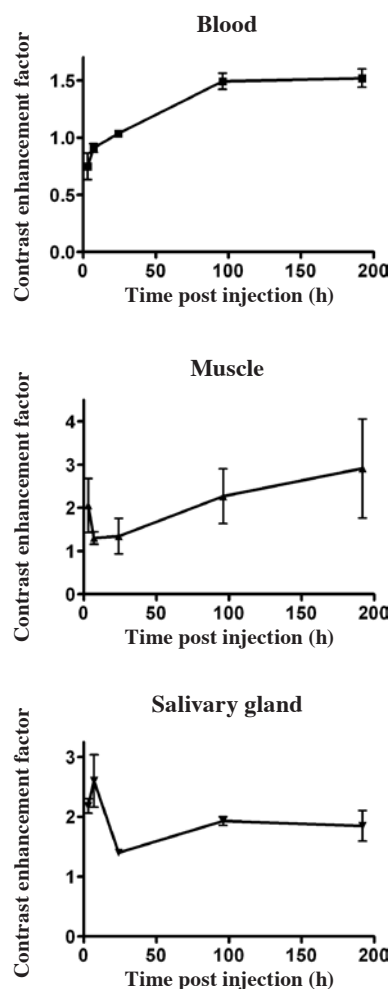 Blood
Contrast enhancement factor
1.5
1.0
0.5
0.0
0 50 100 150 200
Time post injection (h)
Muscle
Contrast enhancement factor
4
3
2
1
0
0 50 100 150 200
Time post injection (h)
Salivary gland
Contrast enhancement factor
3
2
1
0
0 50 100 150 200
Time post injection (h)